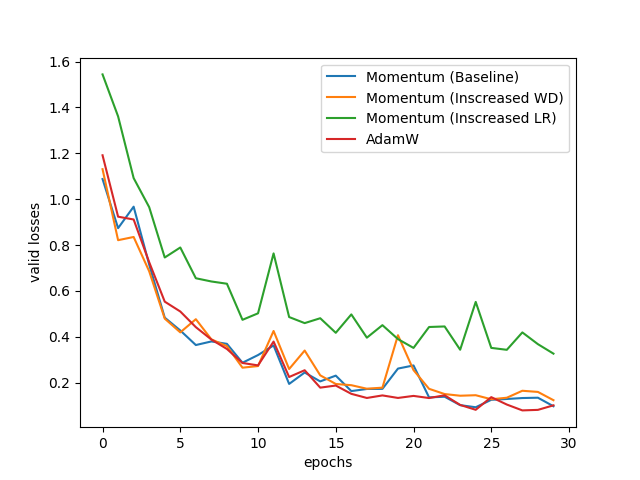 1.6
1.4
1.2
1.0
0.8
0.6
0.4
0.2
valid losses
Momentum (Baseline)
Momentum (Inscreased WD)
Momentum (Inscreased LR)
AdamW
0 5 10 15 20 25 30
epochs